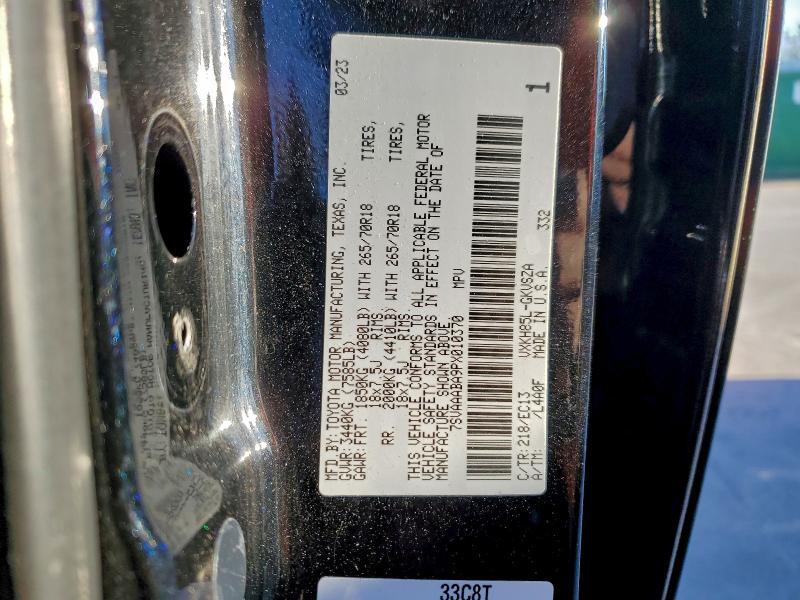 MFD.BY:TOYOTA MOTOR MANUFACTURING, TEXAS, INC. 03/23
GVWR:3440KG (7585LB)
GAWR:FRT. 1850KG (4080LB) WITH 265/70R18 TIRES,
18x7.5J RIMS,
RR. 2000KG (4410LB) WITH 265/70R18 TIRES,
18x7.5J RIMS,
THIS VEHICLE CONFORMS TO ALL APPLICABLE FEDERAL MOTOR
VEHICLE SAFETY STANDARDS IN EFFECT ON THE DATE OF
MANUFACTURE SHOWN ABOVE
7SVAAABA9PX010370 MPV
C/TR:218/EC13 VXKH85L-GKVSZA 332 1
A/TM: /L4A0F MADE IN U.S.A.
33C8T